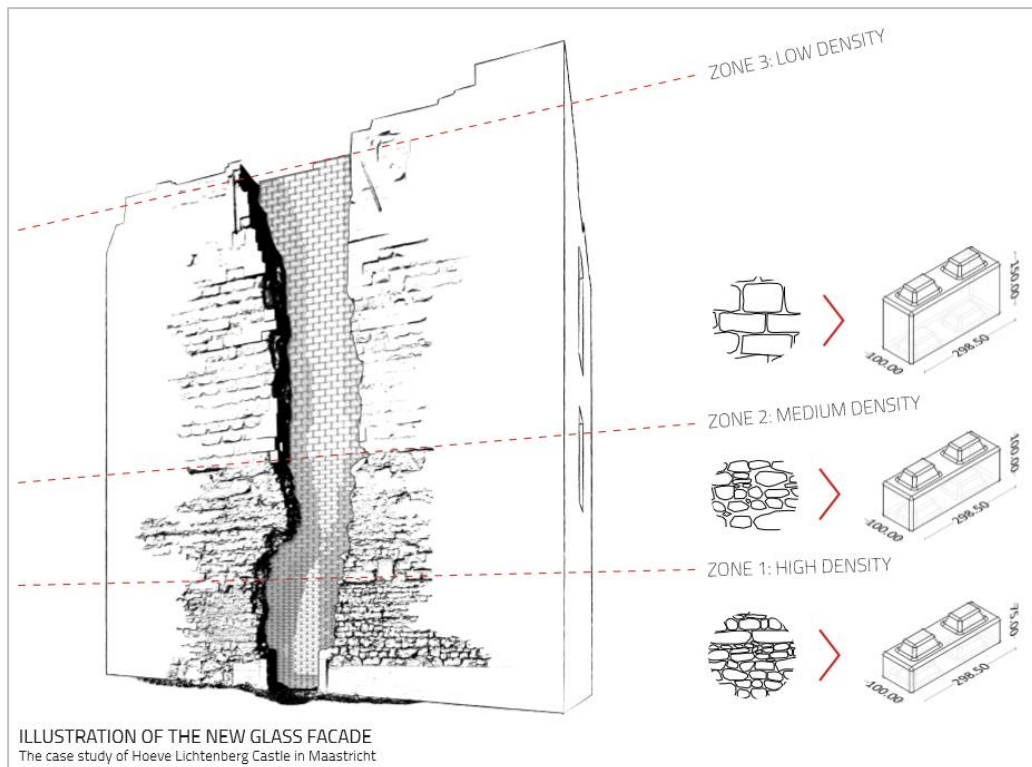 ZONE 3: LOW DENSITY
150.00
100.00
298.50
ZONE 2: MEDIUM DENSITY
100.00
100.00
298.50
ZONE 1: HIGH DENSITY
75.00
100.00
298.50
ILLUSTRATION OF THE NEW GLASS FACADE
The case study of Hoeve Lichtenberg Castle in Maastricht